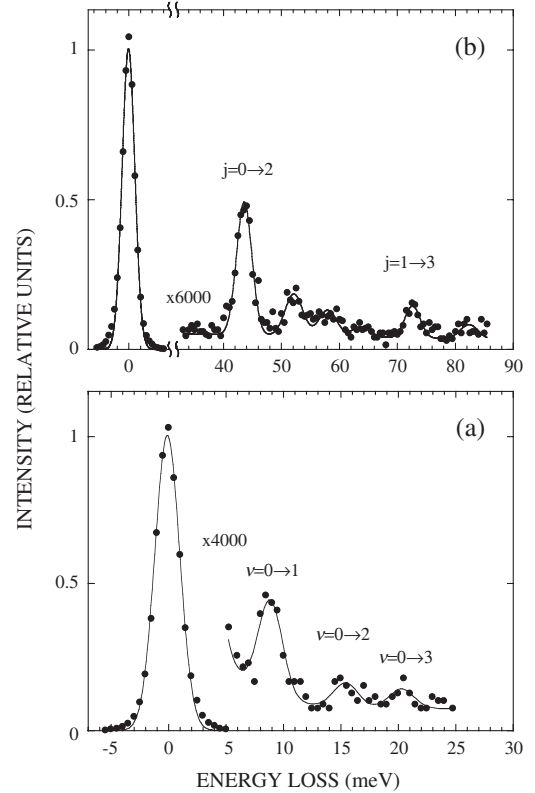 (b)
1
j=0→2
0.5
j=1→3
x6000
0
0 40 50 60 70 80 90
INTENSITY (RELATIVE UNITS)
(a)
1
x4000
0.5
v=0→1
v=0→2
v=0→3
0
-5 0 5 10 15 20 25 30
ENERGY LOSS (meV)